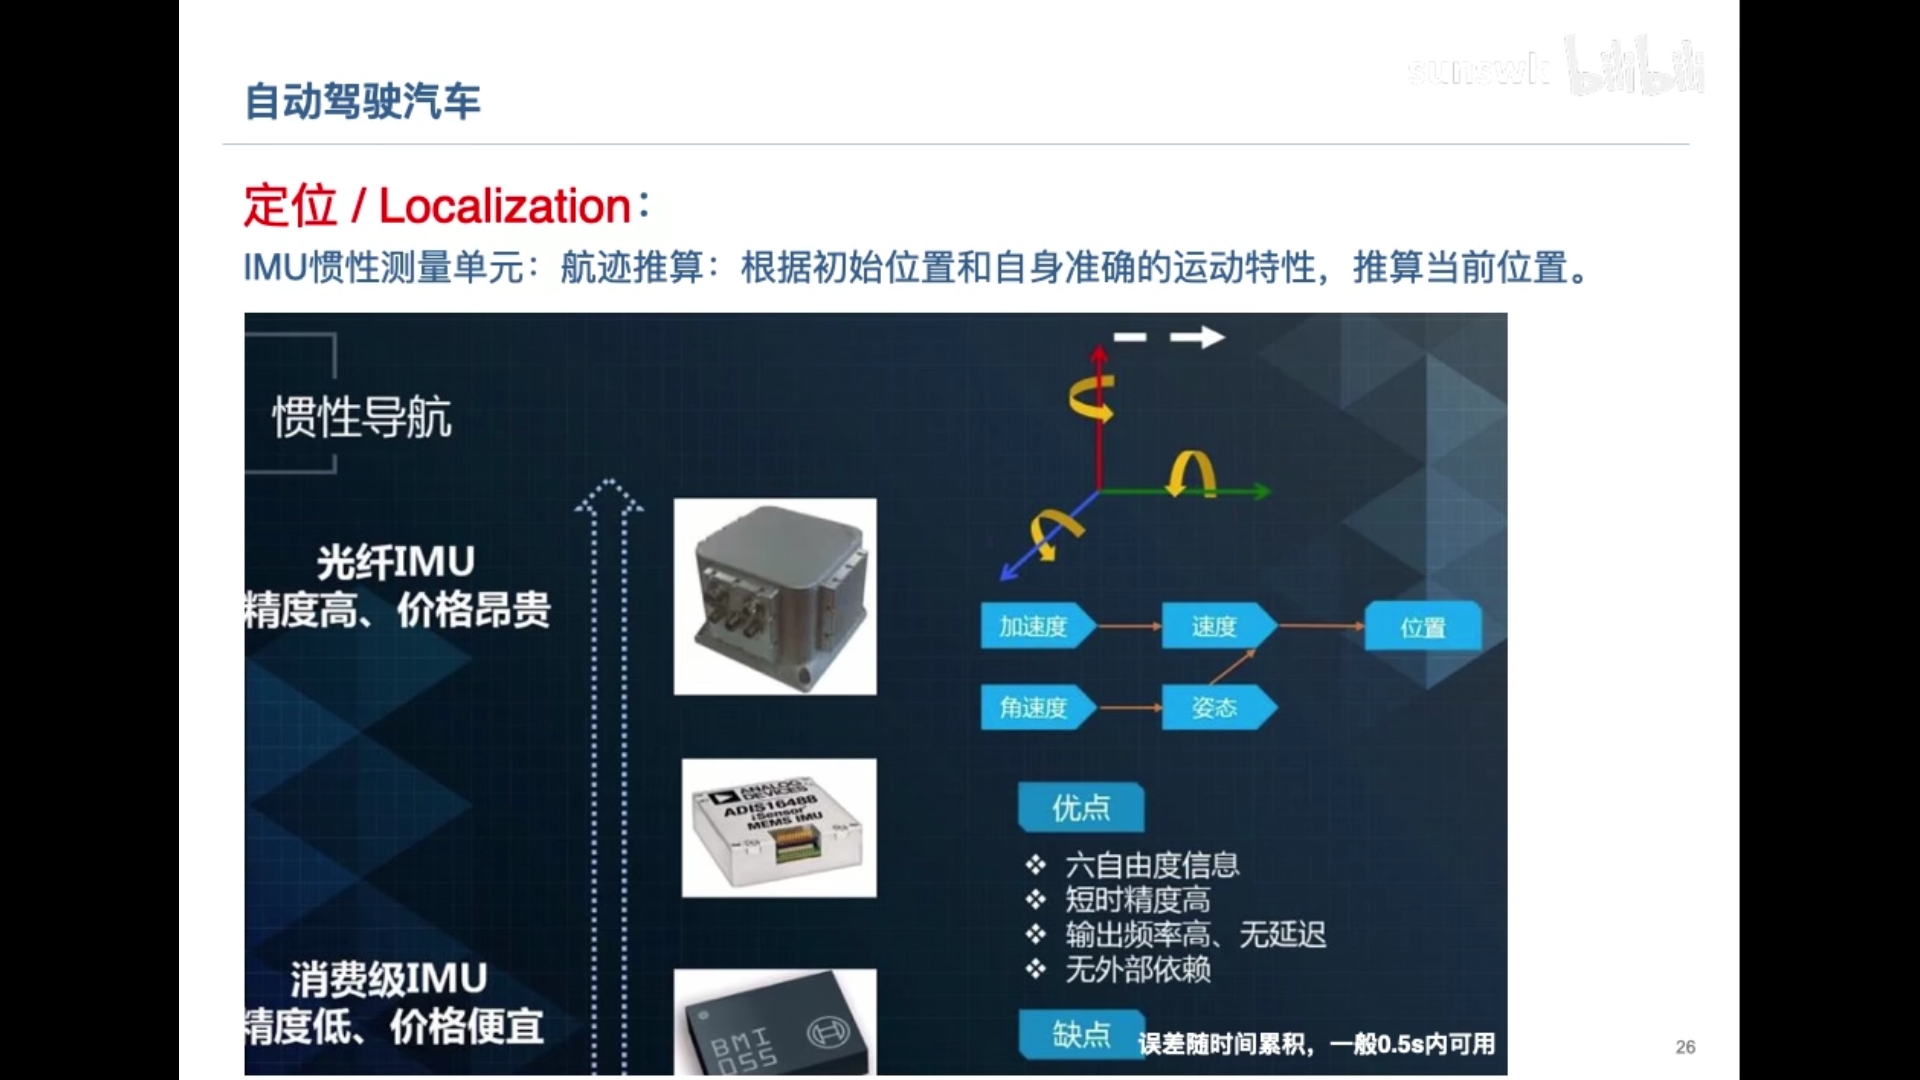 sunswk bilibili
自动驾驶汽车
定位 / Localization：
IMU惯性测量单元：航迹推算：根据初始位置和自身准确的运动特性，推算当前位置。
惯性导航
光纤IMU
精度高、价格昂贵
加速度
速度
位置
角速度
姿态
ANALOG
DEVICES
ADIS16488
iSensor
MEMS IMU
优点
❖ 六自由度信息
❖ 短时精度高
❖ 输出频率高、无延迟
❖ 无外部依赖
消费级IMU
精度低、价格便宜
BMI
055
缺点
误差随时间累积，一般0.5s内可用
26